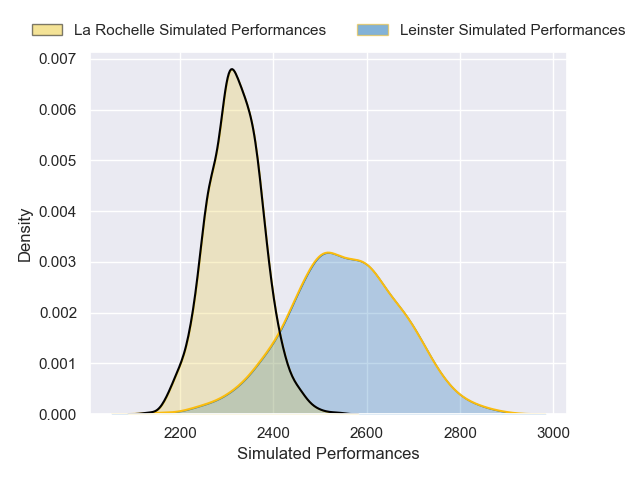 La Rochelle Simulated Performances Leinster Simulated Performances
0.007
0.006
0.005
0.004
0.003
0.002
0.001
0.000
Density
2200 2400 2600 2800 3000
Simulated Performances